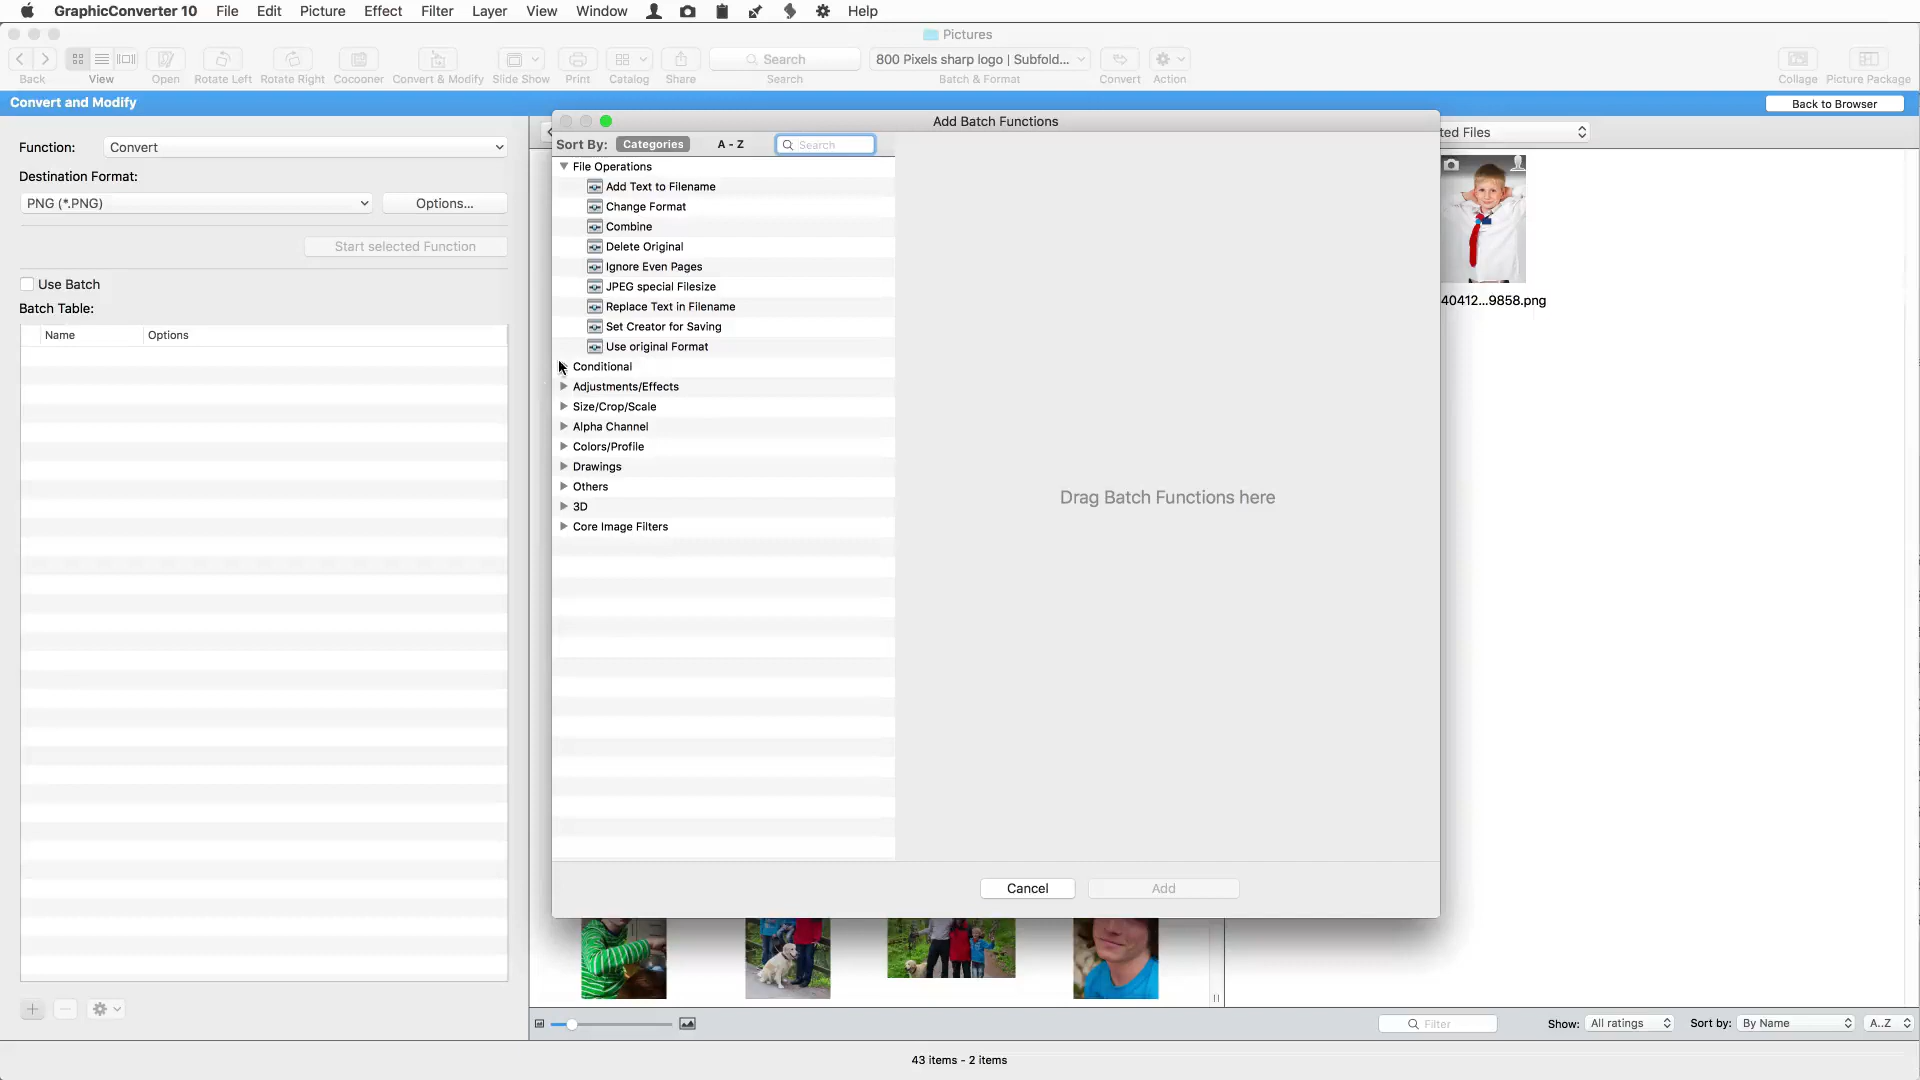 GraphicConverter 10 File Edit Picture Effect Filter Layer View Window Help
Pictures
Search
800 Pixels sharp logo | Subfold...
Back View Open Rotate Left Rotate Right Cocooner Convert & Modify Slide Show Print Catalog Share Search Batch & Format Convert Action Collage Picture Package
Convert and Modify
Back to Browser
Function: Convert
Destination Format:
PNG (*.PNG) Options...
Start selected Function
Use Batch
Batch Table:
Name Options
Add Batch Functions
Sort By: Categories A - Z Search
File Operations
Add Text to Filename
Change Format
Combine
Delete Original
Ignore Even Pages
JPEG special Filesize
Replace Text in Filename
Set Creator for Saving
Use original Format
Conditional
Adjustments/Effects
Size/Crop/Scale
Alpha Channel
Colors/Profile
Drawings
Others
3D
Core Image Filters
Drag Batch Functions here
Cancel Add
ted Files
40412...9858.png
Filter Show: All ratings Sort by: By Name A..Z
43 items - 2 items